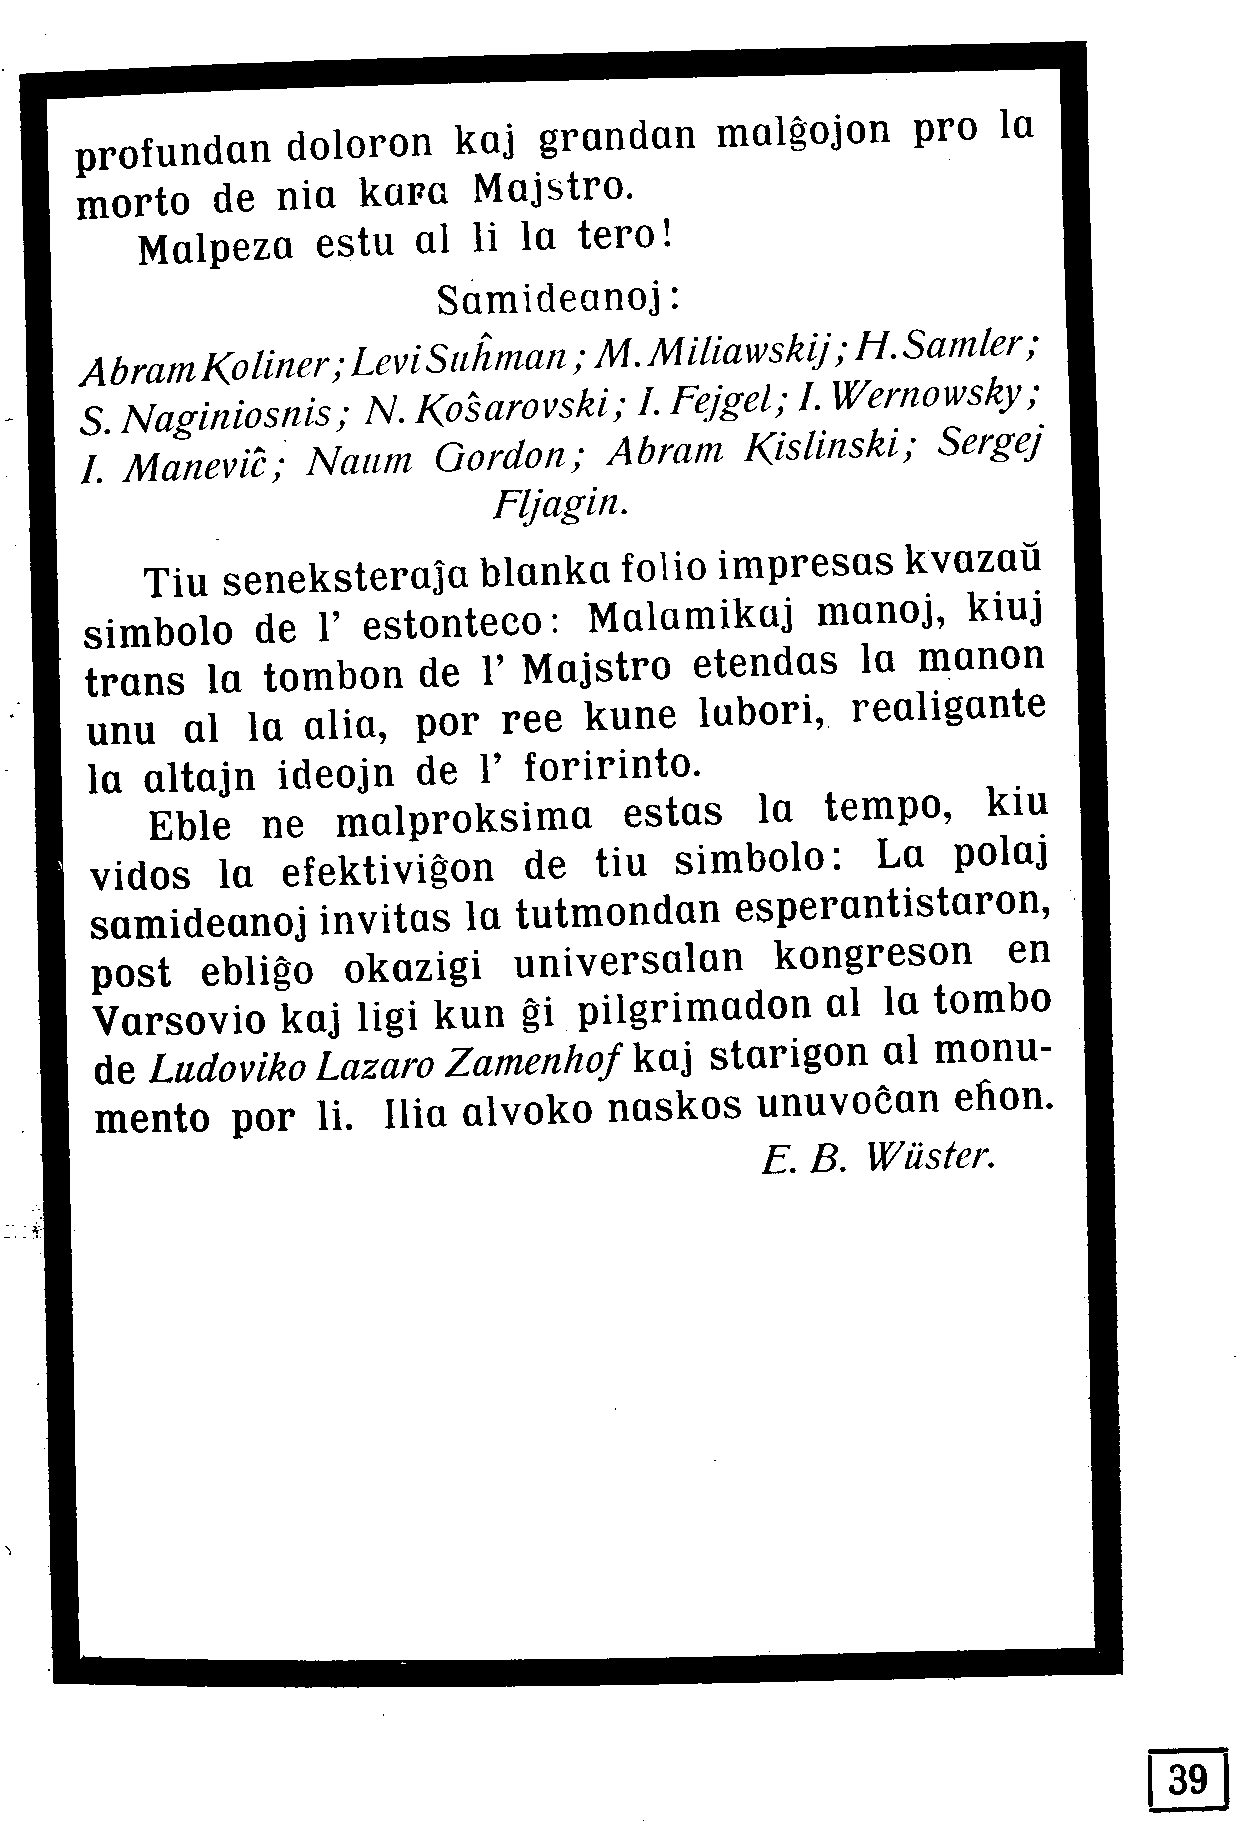 profundan doloron kaj grandan malĝojon pro la
morto de nia kara Majstro.
Malpeza estu al li la tero!
Samideanoj:
Abram Koliner; Levi Suĥman; M. Miliawskij; H. Samler;
S. Naginiosnis; N. Koŝarovski; I. Fejgel; I. Wernowsky;
I. Maneviĉ; Naum Gordon; Abram Kislinski; Sergej
Fljagin.
Tiu seneksteraĵa blanka folio impresas kvazaŭ
simbolo de l’ estonteco: Malamikaj manoj, kiuj
trans la tombon de l’ Majstro etendas la manon
unu al la alia, por ree kune labori, realigante
la altajn ideojn de l’ foririnto.
Eble ne malproksima estas la tempo, kiu
vidos la efektiviĝon de tiu simbolo: La polaj
samideanoj invitas la tutmondan esperantistaron,
post ebliĝo okazigi universalan kongreson en
Varsovio kaj ligi kun ĝi pilgrimadon al la tombo
de Ludoviko Lazaro Zamenhof kaj starigon al monu-
mento por li. Ilia alvoko naskos unuvoĉan eĥon.
E. B. Wüster.
39